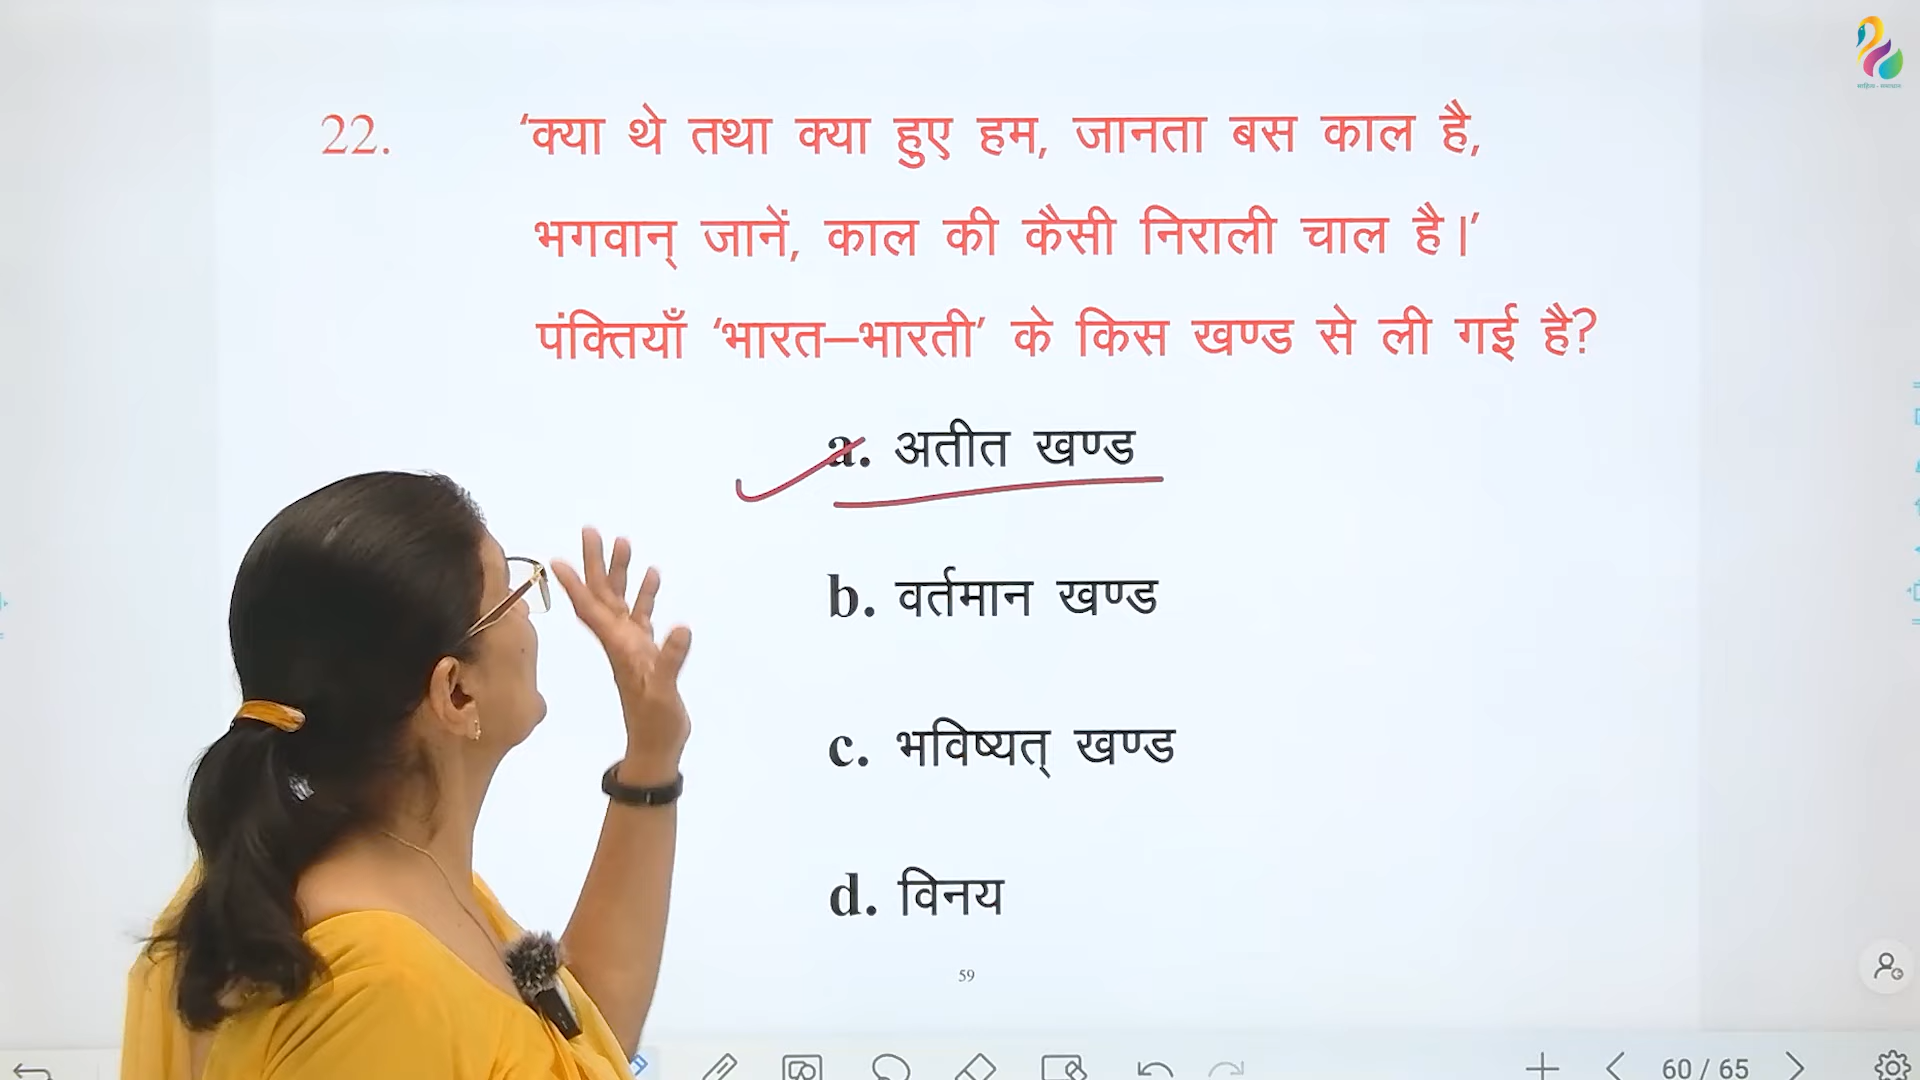 22. ‘क्या थे तथा क्या हुए हम, जानता बस काल है,
भगवान् जानें, काल की कैसी निराली चाल है।’
पंक्तियाँ ‘भारत–भारती’ के किस खण्ड से ली गई है?
a. अतीत खण्ड
b. वर्तमान खण्ड
c. भविष्यत् खण्ड
d. विनय
59
60 / 65